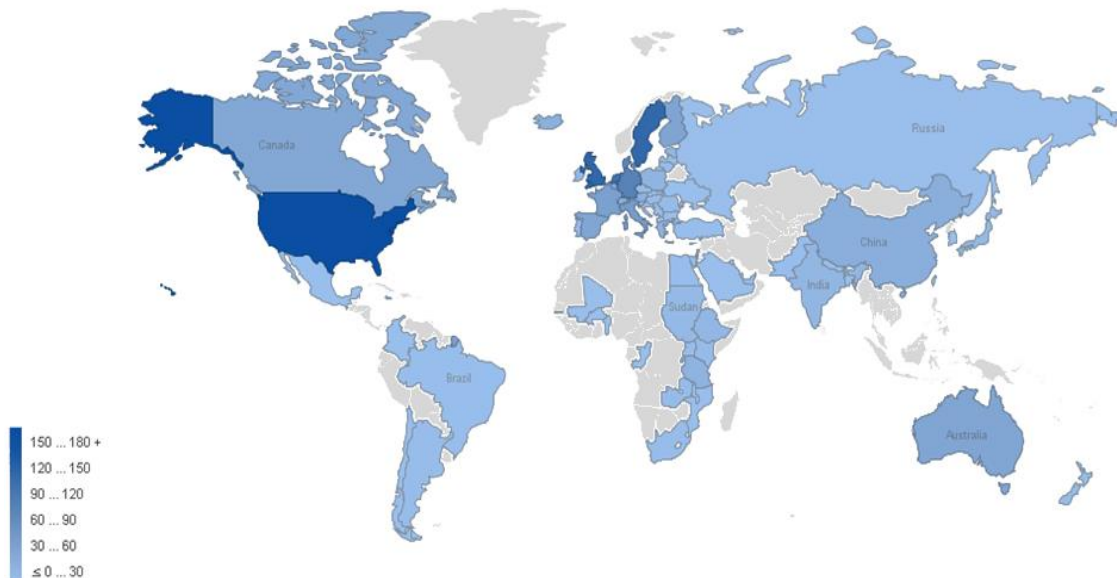 Canada
Russia
China
India
Sudan
Brazil
Australia
150 ... 180 +
120 ... 150
90 ... 120
60 ... 90
30 ... 60
≤ 0 ... 30